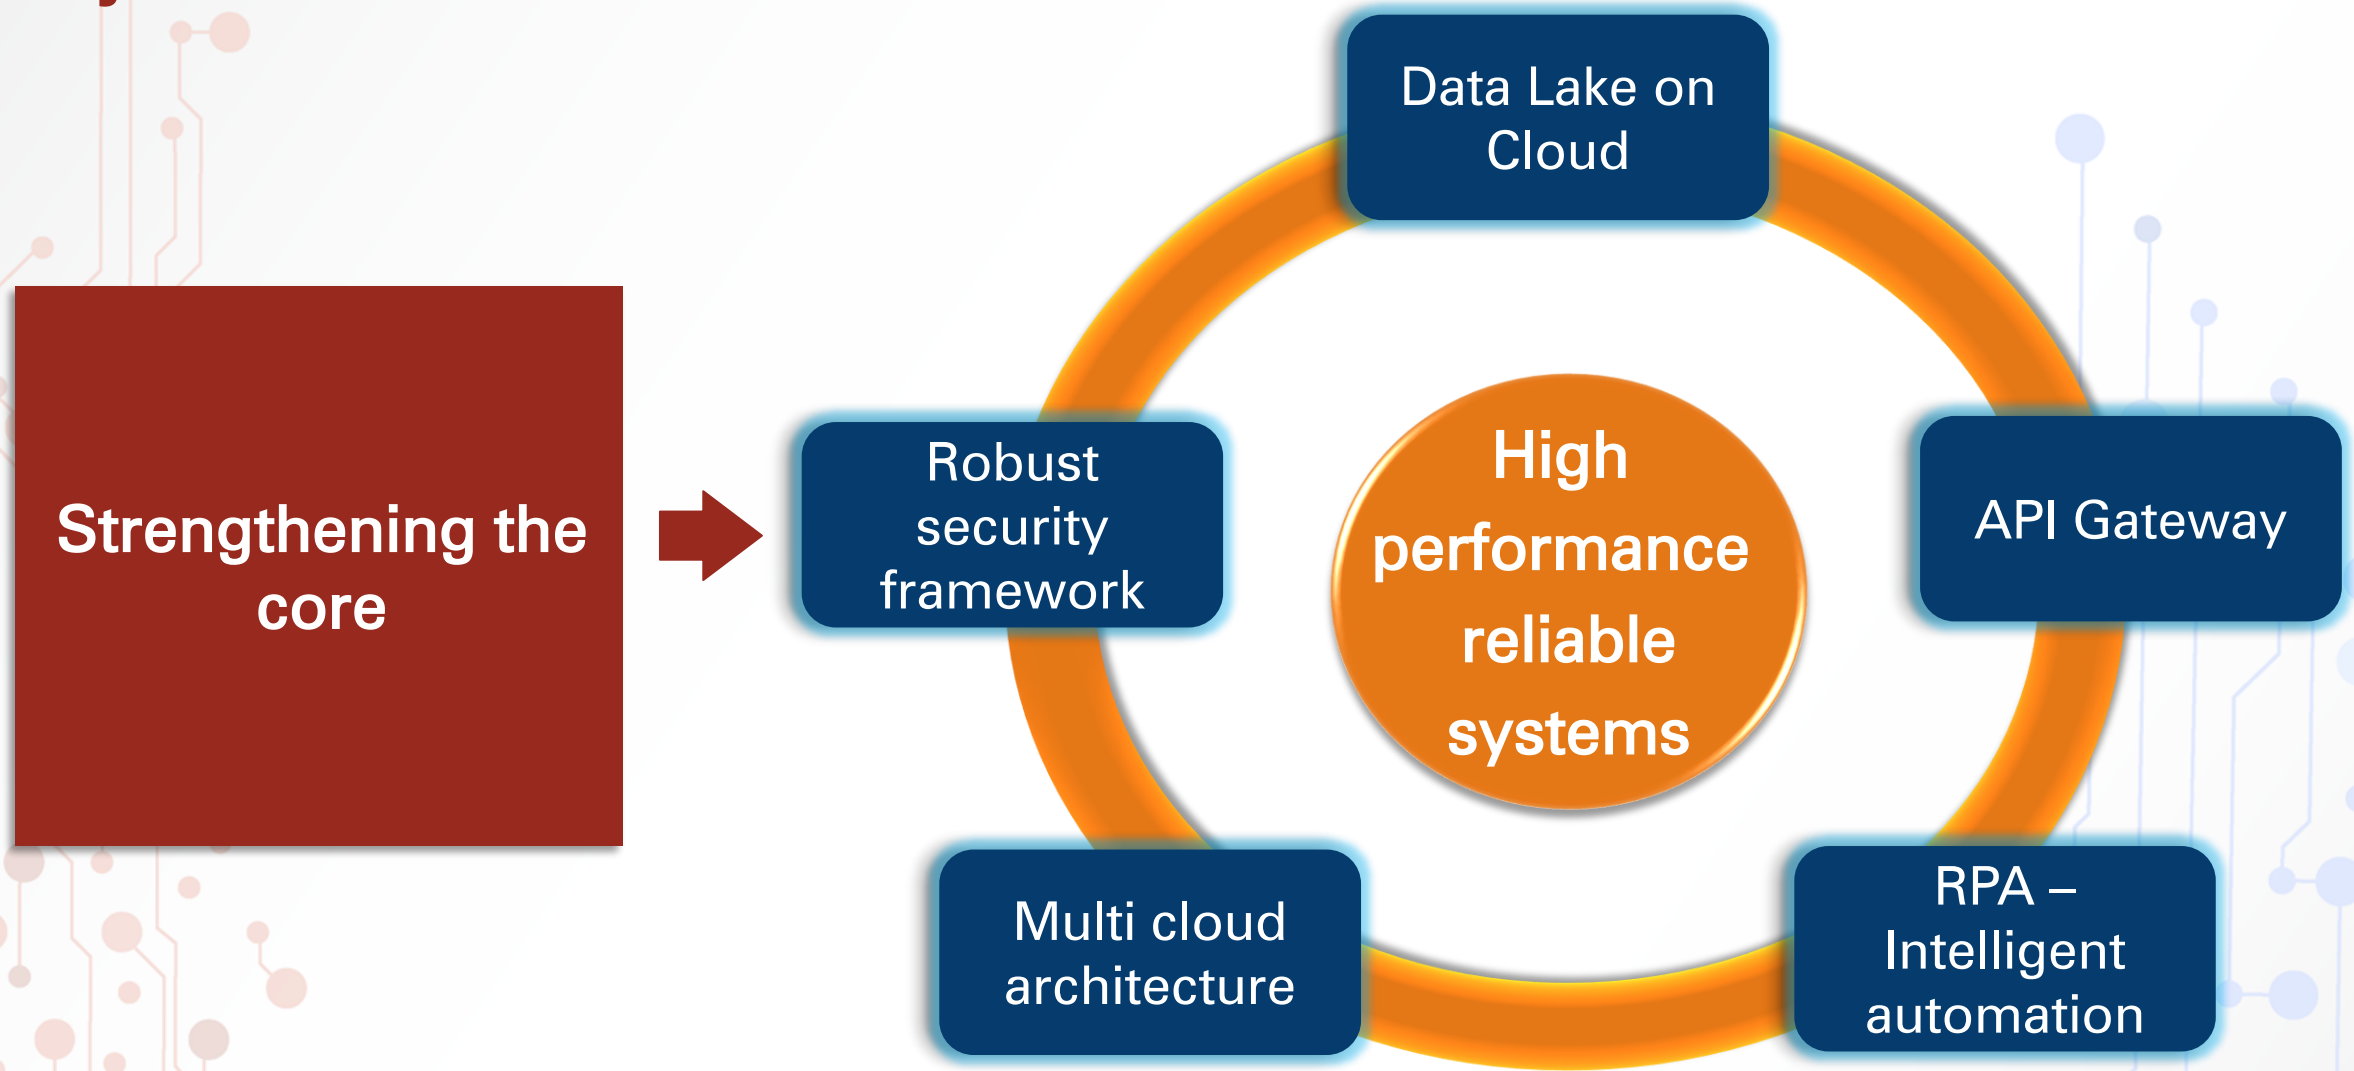 Strengthening the
core
Data Lake on
Cloud
API Gateway
RPA –
Intelligent
automation
Multi cloud
architecture
Robust
security
framework
High
performance
reliable
systems